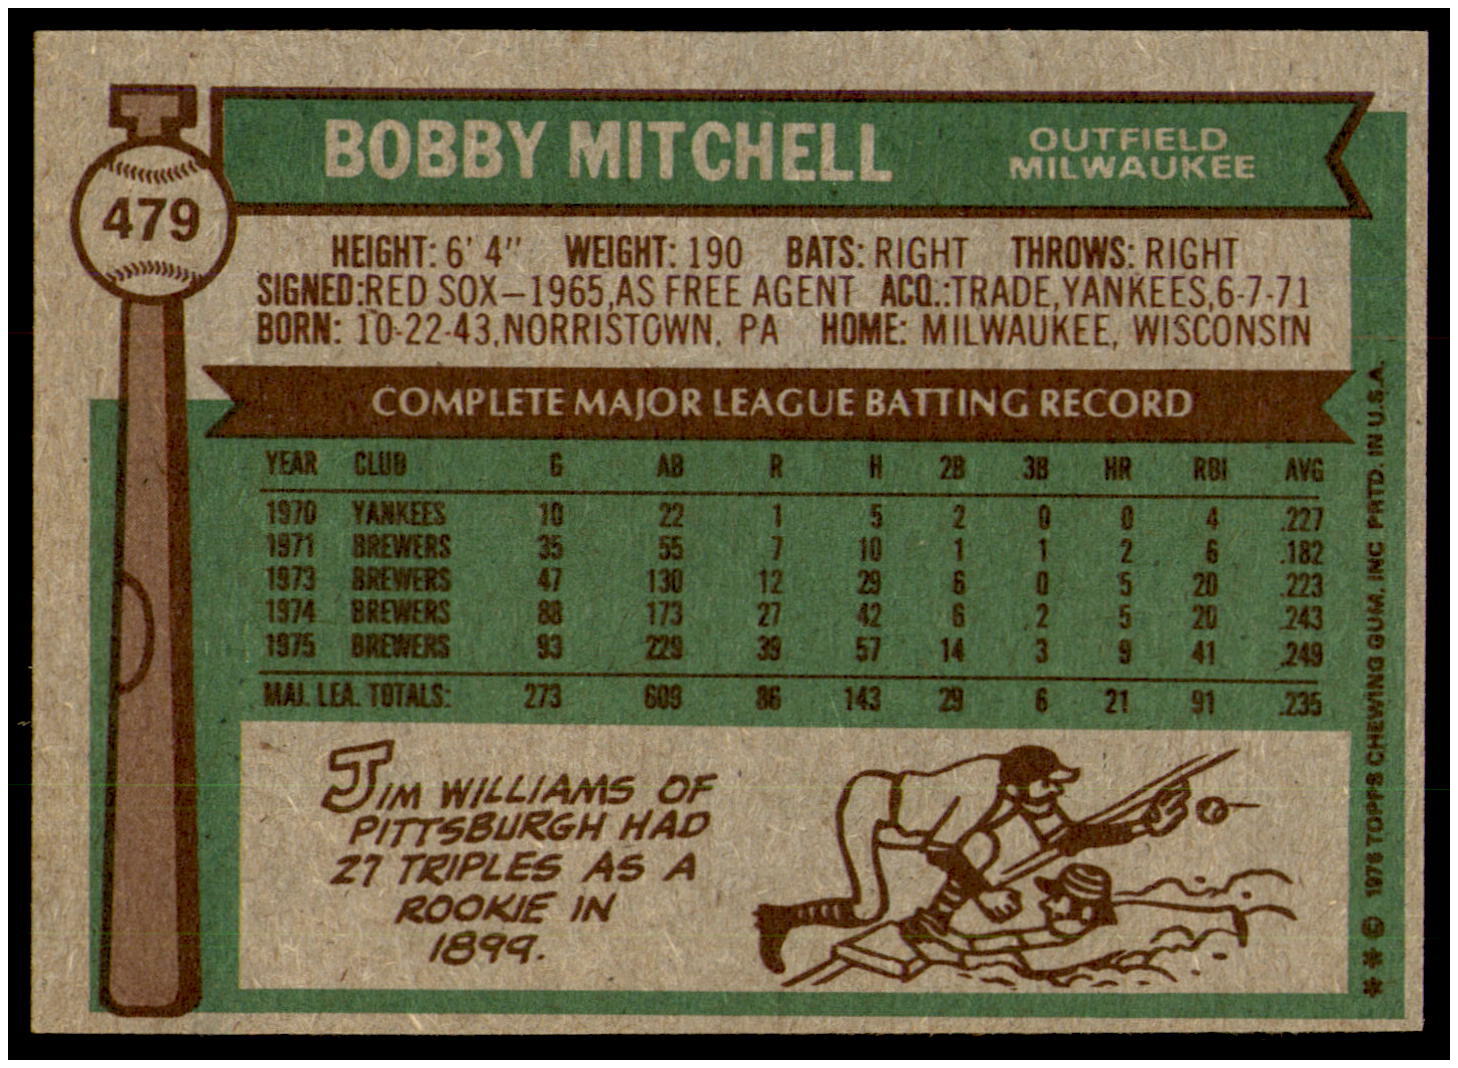 479
BOBBY MITCHELL
OUTFIELD
MILWAUKEE
HEIGHT: 6' 4" WEIGHT: 190 BATS: RIGHT THROWS: RIGHT
SIGNED:RED SOX–1965,AS FREE AGENT ACQ.:TRADE,YANKEES,6-7-71
BORN: 10-22-43,NORRISTOWN, PA HOME: MILWAUKEE, WISCONSIN
COMPLETE MAJOR LEAGUE BATTING RECORD
YEAR CLUB G AB R H 2B 3B HR RBI AVG
1970 YANKEES 10 22 1 5 2 0 0 4 .227
1971 BREWERS 35 55 7 10 1 1 2 6 .182
1973 BREWERS 47 130 12 29 6 0 5 20 .223
1974 BREWERS 88 173 27 42 6 2 5 20 .243
1975 BREWERS 93 229 39 57 14 3 9 41 .249
MAJ. LEA. TOTALS: 273 609 86 143 29 6 21 91 .235
JIM WILLIAMS OF
PITTSBURGH HAD
27 TRIPLES AS A
ROOKIE IN
1899.
** © 1976 TOPPS CHEWING GUM, INC PRTD. IN U.S.A.